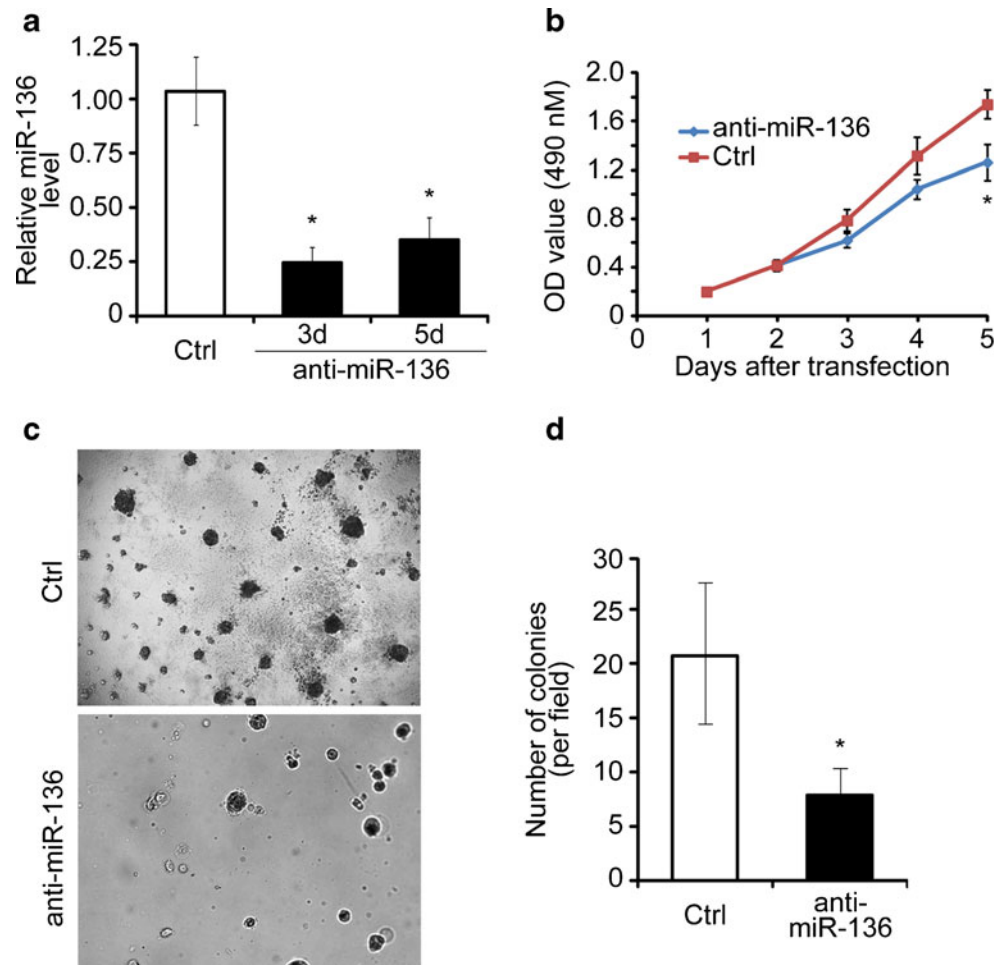 a
Relative miR-136
level
1.25
1.00
0.75
0.50
0.25
0
*
*
Ctrl
3d
5d
anti-miR-136
b
OD value (490 nM)
2.0
1.6
1.2
0.8
0.4
0
anti-miR-136
Ctrl
*
0 1 2 3 4 5
Days after transfection
c
Ctrl
anti-miR-136
d
Number of colonies
(per field)
30
25
20
15
10
5
0
*
Ctrl
anti-
miR-136